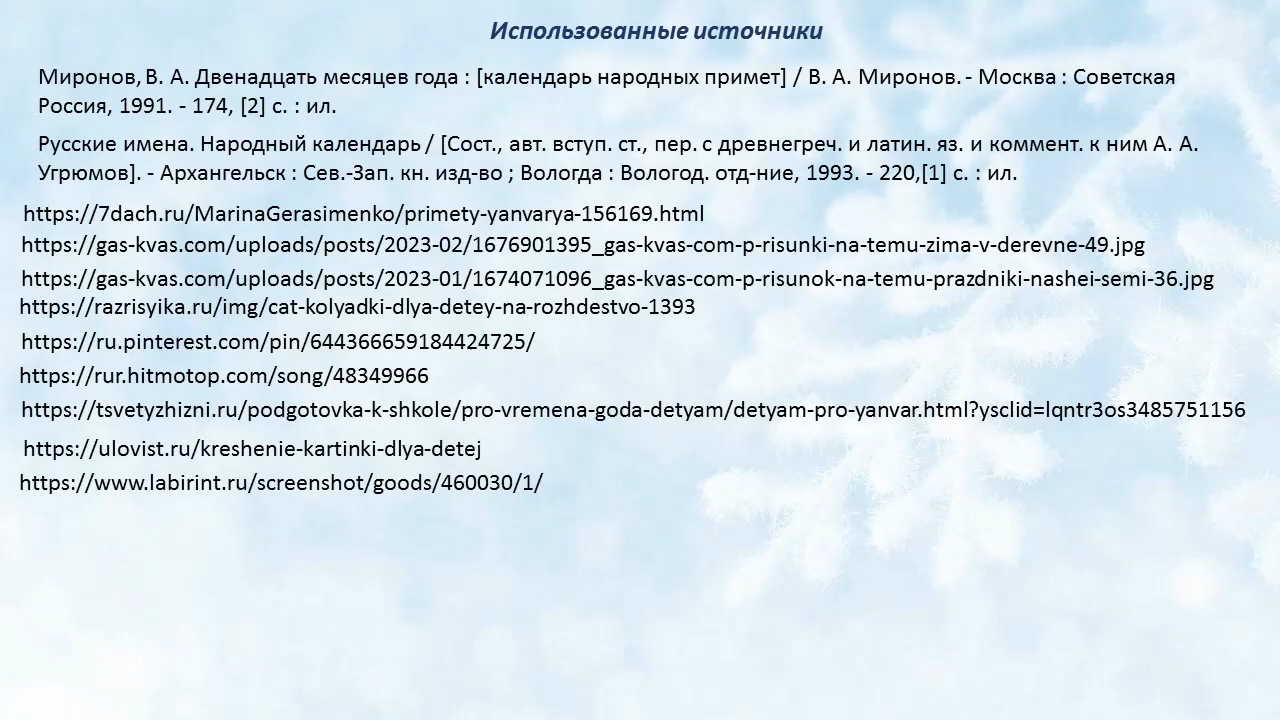 Использованные источники
Миронов, В. А. Двенадцать месяцев года : [календарь народных примет] / В. А. Миронов. - Москва : Советская
Россия, 1991. - 174, [2] с. : ил.
Русские имена. Народный календарь / [Сост., авт. вступ. ст., пер. с древнегреч. и латин. яз. и коммент. к ним А. А.
Угрюмов]. - Архангельск : Сев.-Зап. кн. изд-во ; Вологда : Вологод. отд-ние, 1993. - 220,[1] с. : ил.
https://7dach.ru/MarinaGerasimenko/primety-yanvarya-156169.html
https://gas-kvas.com/uploads/posts/2023-02/1676901395_gas-kvas-com-p-risunki-na-temu-zima-v-derevne-49.jpg
https://gas-kvas.com/uploads/posts/2023-01/1674071096_gas-kvas-com-p-risunok-na-temu-prazdniki-nashei-semi-36.jpg
https://razrisyika.ru/img/cat-kolyadki-dlya-detey-na-rozhdestvo-1393
https://ru.pinterest.com/pin/644366659184424725/
https://rur.hitmotop.com/song/48349966
https://tsvetyzhizni.ru/podgotovka-k-shkole/pro-vremena-goda-detyam/detyam-pro-yanvar.html?ysclid=lqntr3os3485751156
https://ulovist.ru/kreshenie-kartinki-dlya-detej
https://www.labirint.ru/screenshot/goods/460030/1/